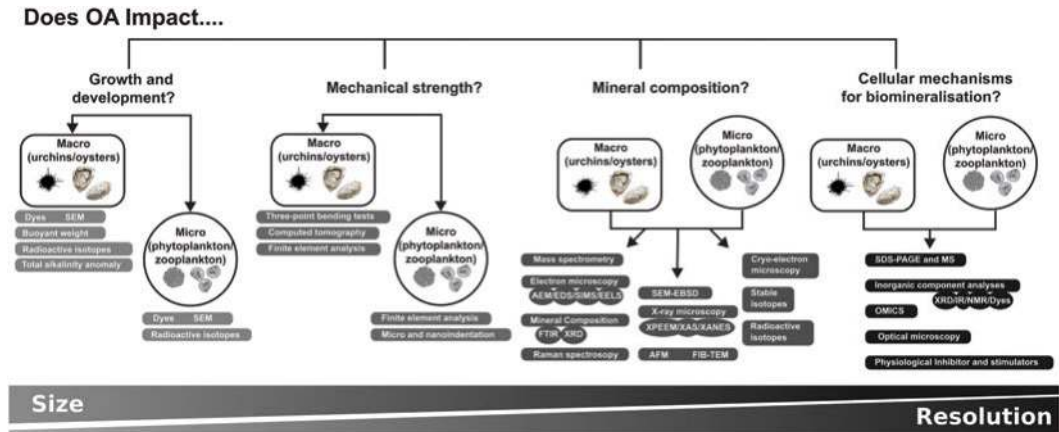 Does OA Impact....
Growth and
development?
Macro
(urchins/oysters)
Dyes SEM
Buoyant weight
Radioactive isotopes
Total alkalinity anomaly
Micro
(phytoplankton/
zooplankton)
Dyes SEM
Radioactive isotopes
Mechanical strength?
Macro
(urchins/oysters)
Three-point bending tests
Computed tomography
Finite element analysis
Micro
(phytoplankton/
zooplankton)
Finite element analysis
Micro and nanoindentation
Mineral composition?
Macro
(urchins/oysters)
Micro
(phytoplankton/
zooplankton)
Mass spectrometry
Electron microscopy
AEM/EDS/SIMS/EELS
Mineral Composition
FTIR XRD
Raman spectroscopy
SEM-EBSD
X-ray microscopy
XPEEM/XAS/XANES
AFM FIB-TEM
Cryo-electron
microscopy
Stable
isotopes
Radioactive
isotopes
Cellular mechanisms
for biomineralisation?
Macro
(urchins/oysters)
Micro
(phytoplankton/
zooplankton)
SDS-PAGE and MS
Inorganic component analyses
XRD/IR/NMR/Dyes
OMICS
Optical microscopy
Physiological Inhibitor and stimulators
Size
Resolution